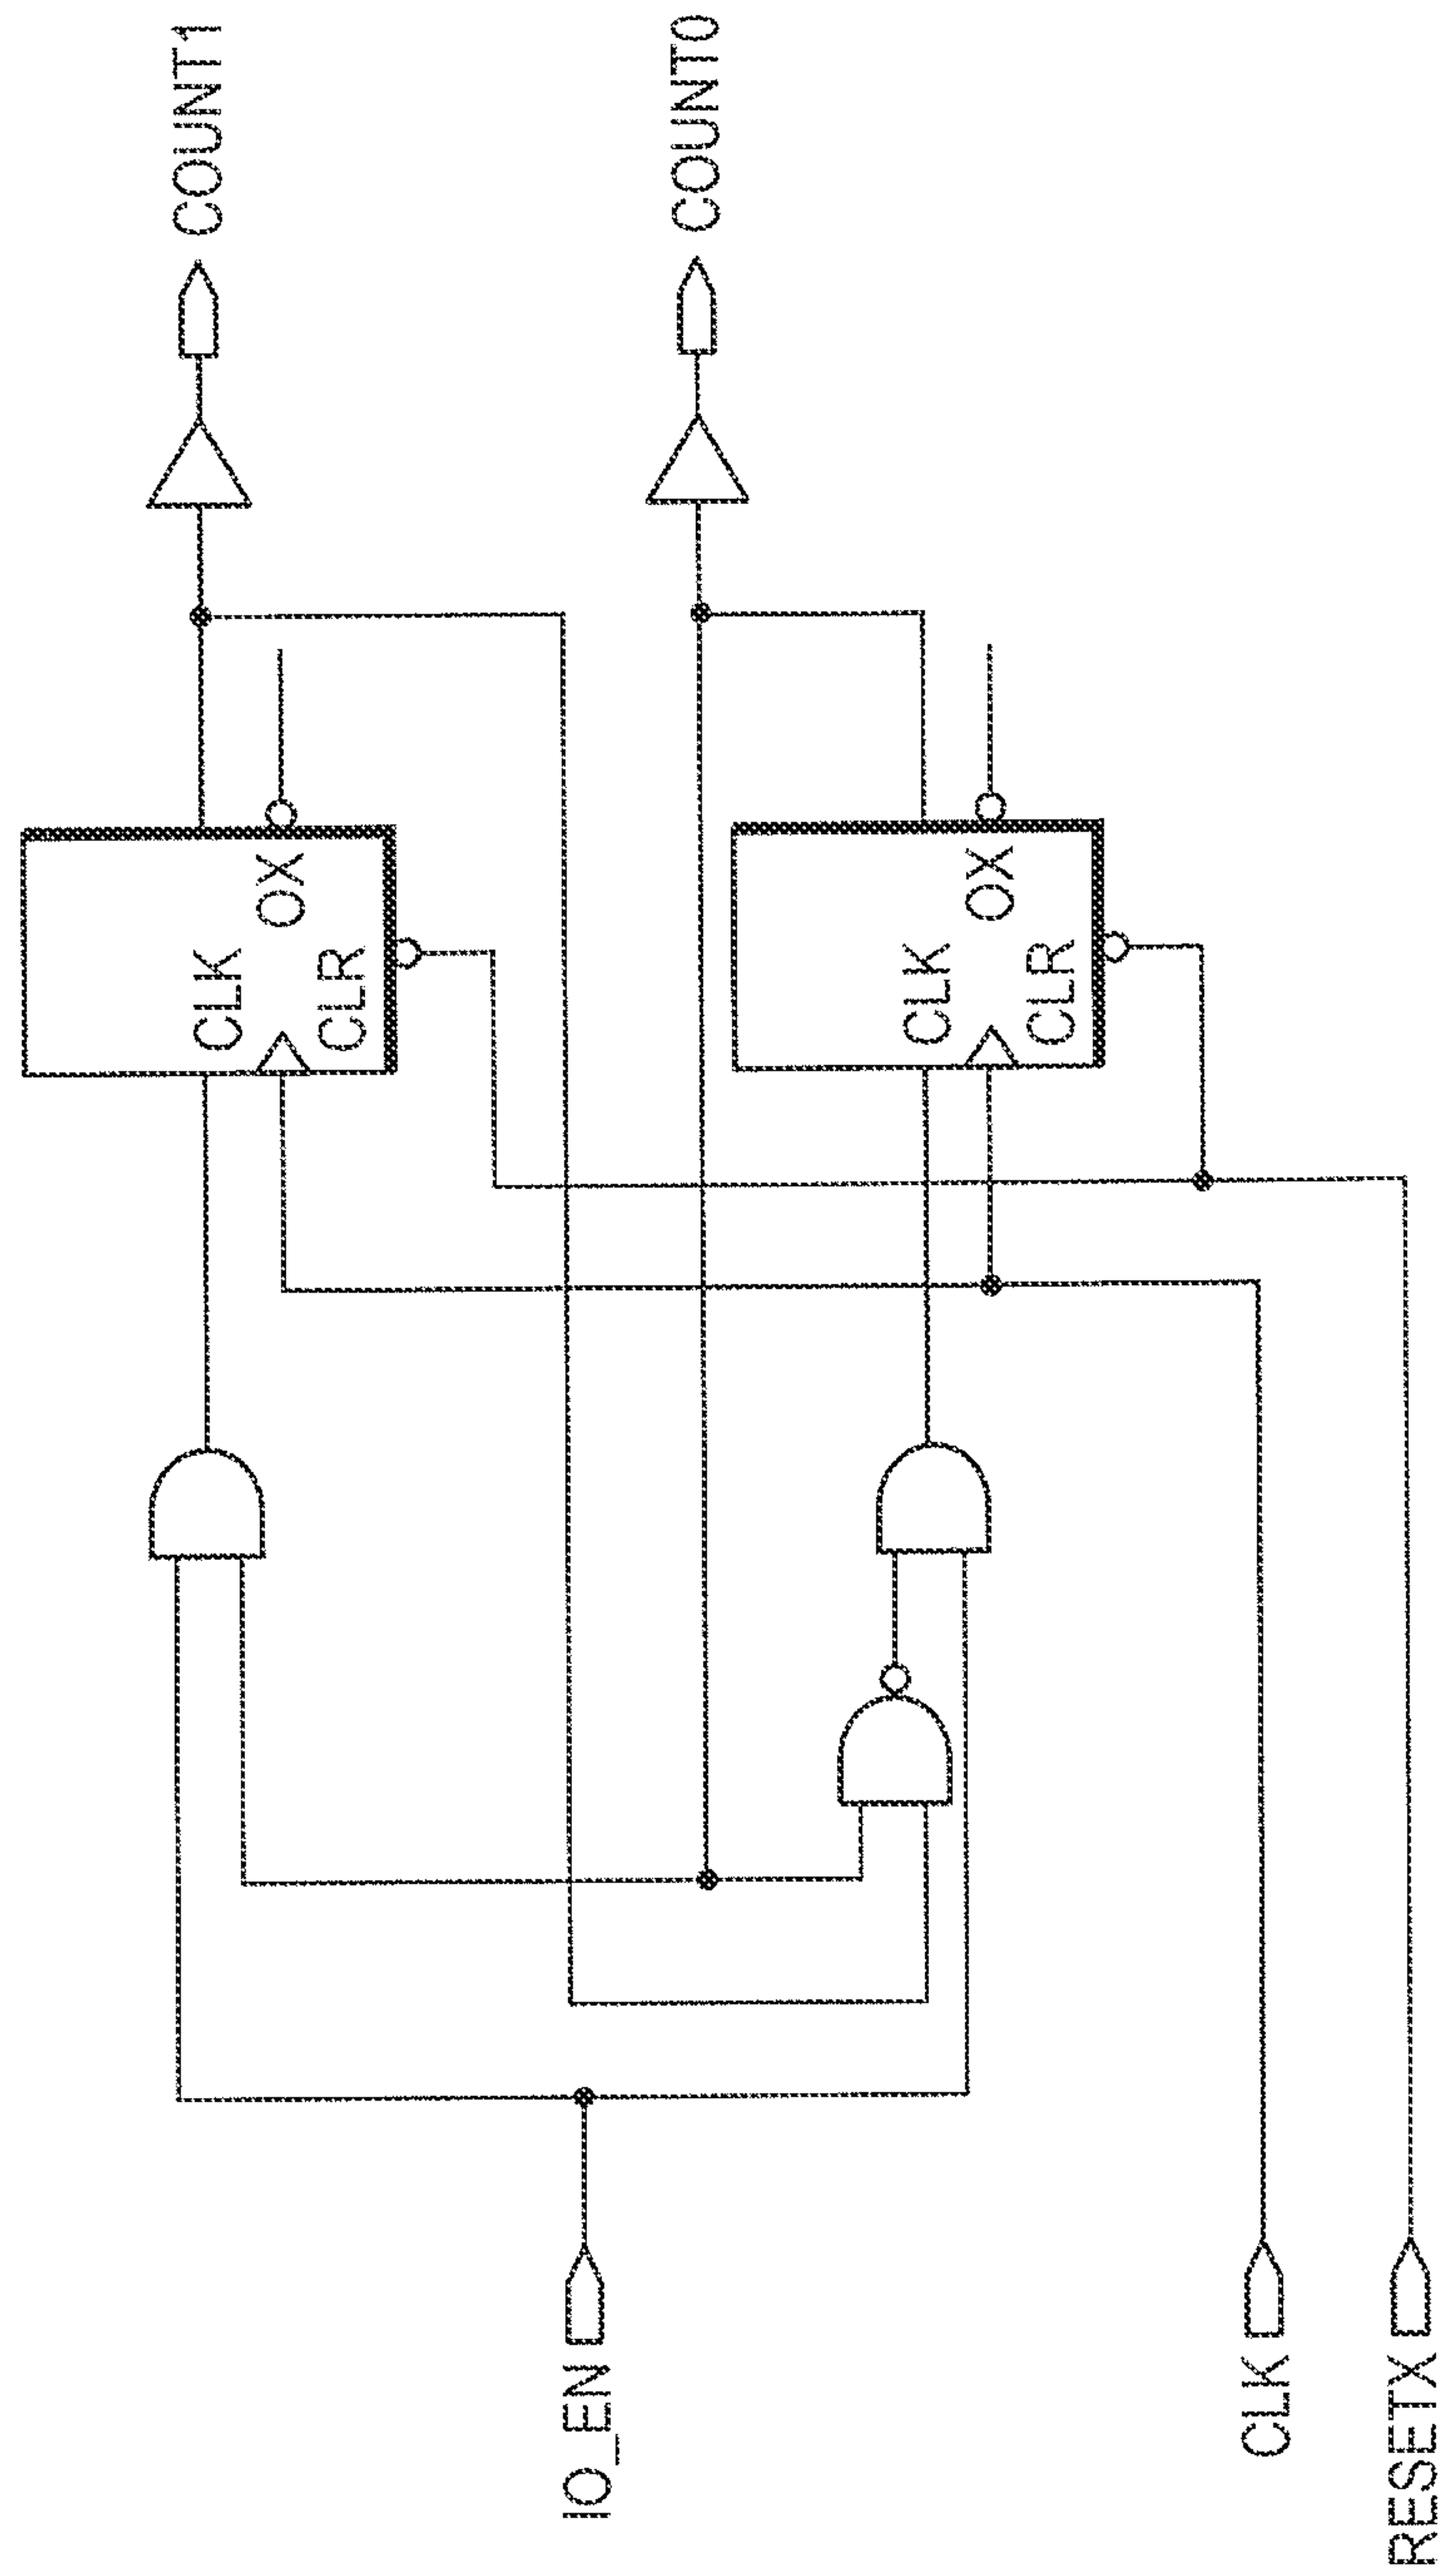 COUNT1
COUNT0
CLK
OX
CLR
CLK
OX
CLR
IO_EN
CLK
RESETX